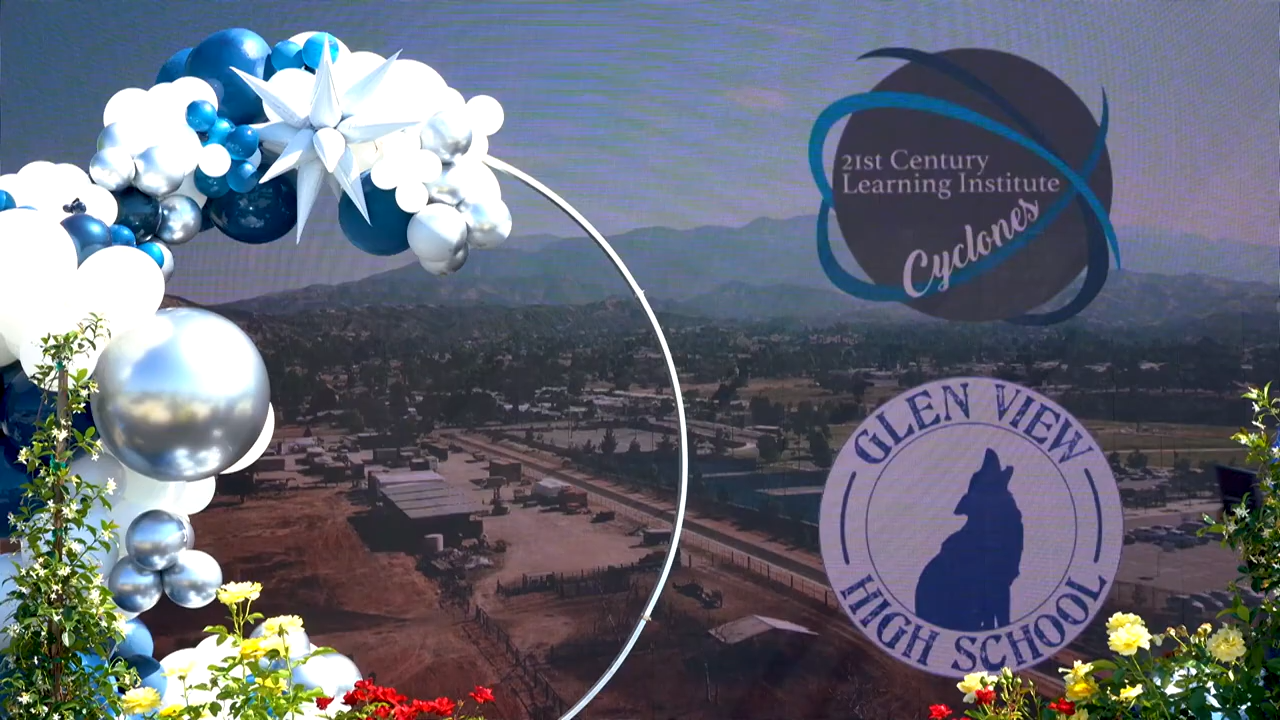 21st Century
Learning Institute
Cyclones
GLEN VIEW
HIGH SCHOOL